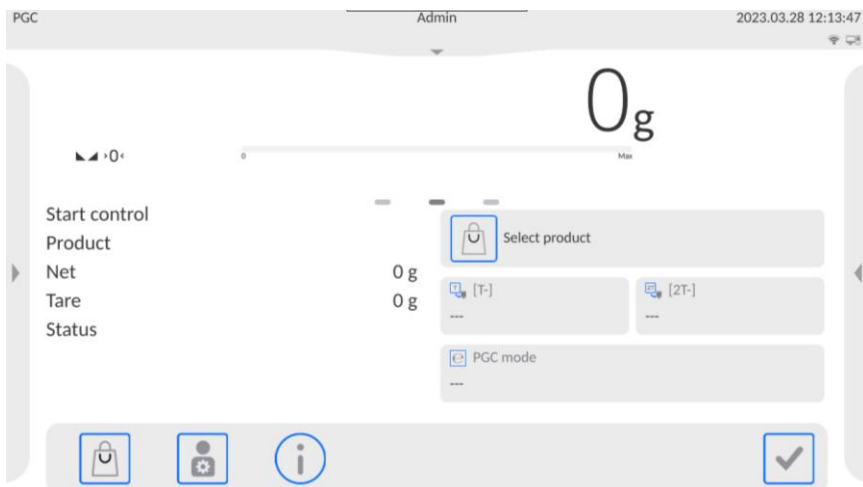 PGC Admin 2023.03.28 12:13:47
0 g
›0‹ 0 Max
Start control
Product
Net 0 g
Tare 0 g
Status
Select product
[T-] [2T-]
--- ---
PGC mode
---